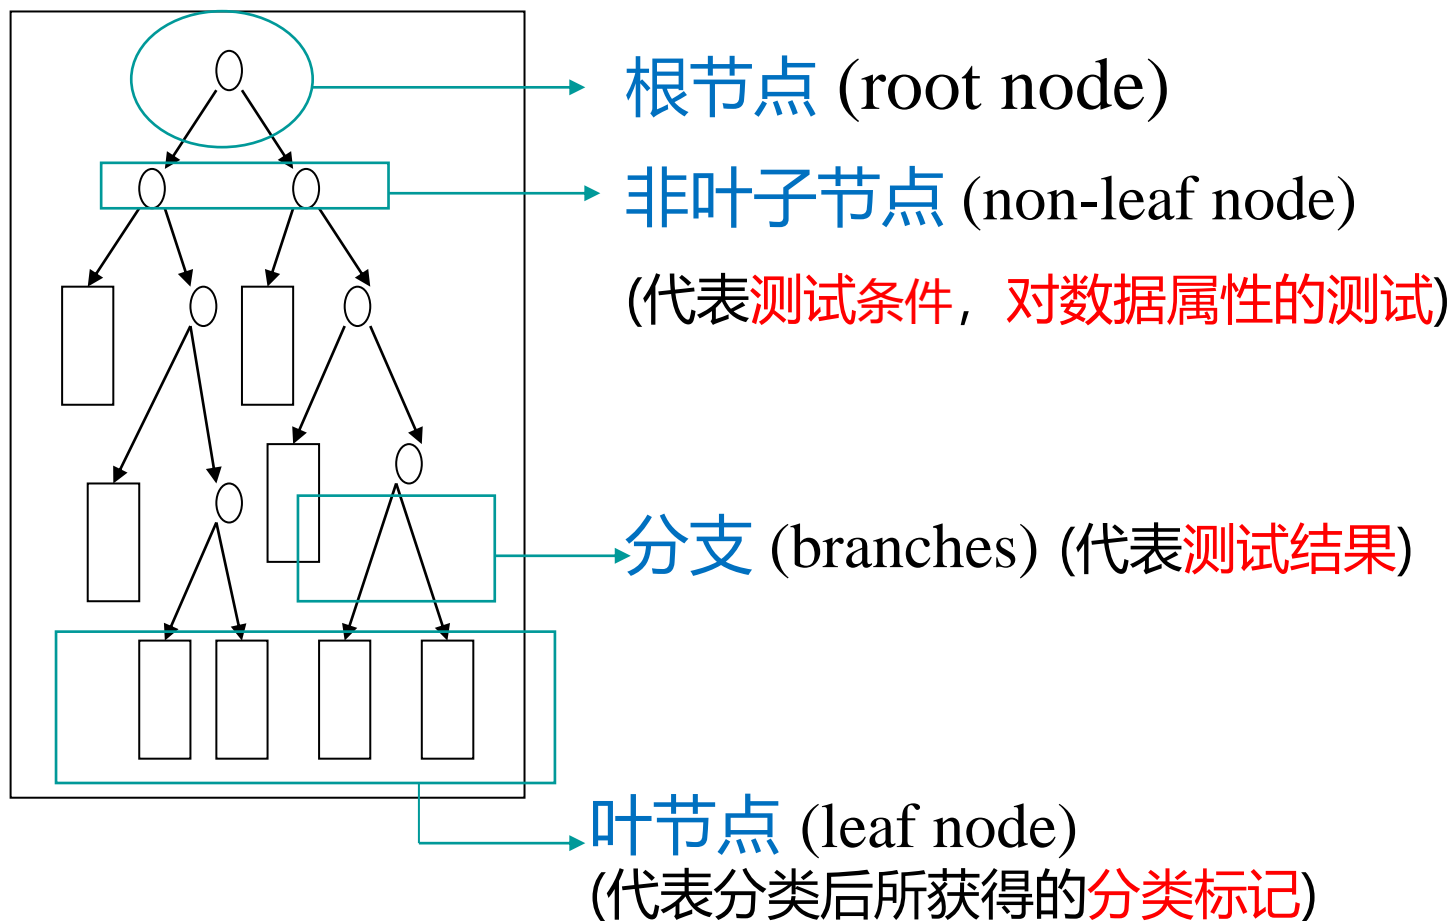 根节点 (root node)
非叶子节点 (non-leaf node)
(代表测试条件，对数据属性的测试)
分支 (branches) (代表测试结果)
叶节点 (leaf node)
(代表分类后所获得的分类标记)